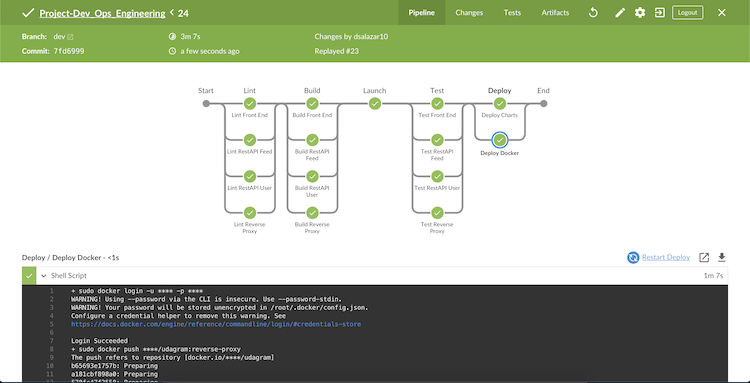 Project-Dev_Ops_Engineering < 24
Pipeline Changes Tests Artifacts Logout
Branch: dev 3m 7s Changes by dsalazar10
Commit: 7fd6999 a few seconds ago Replayed #23
Start Lint Build Launch Test Deploy End
Lint Front End Build Front End Test Front End Deploy Charts
Lint RestAPI Feed Build RestAPI Feed Test RestAPI Feed Deploy Docker
Lint RestAPI User Build RestAPI User Test RestAPI User
Lint Reverse Proxy Build Reverse Proxy Test Reverse Proxy
Deploy / Deploy Docker - <1s Restart Deploy
Shell Script 1m 7s
1 + sudo docker login -u **** -p ****
2 WARNING! Using --password via the CLI is insecure. Use --password-stdin.
3 WARNING! Your password will be stored unencrypted in /root/.docker/config.json.
4 Configure a credential helper to remove this warning. See
5 https://docs.docker.com/engine/reference/commandline/login/#credentials-store
6
7 Login Succeeded
8 + sudo docker push ****/udagram:reverse-proxy
9 The push refers to repository [docker.io/****/udagram]
10 b65693e1757b: Preparing
11 a181cbf898a0: Preparing